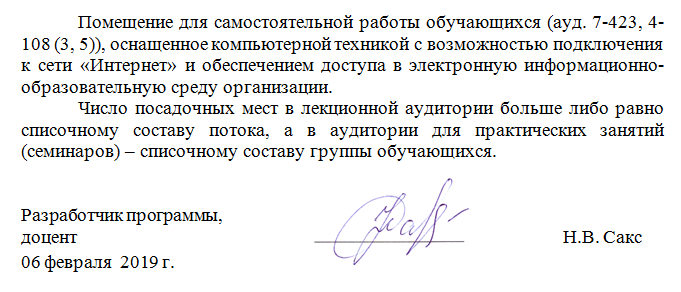 Помещение для самостоятельной работы обучающихся (ауд. 7-423, 4-
108 (3, 5)), оснащенное компьютерной техникой с возможностью подключения
к сети «Интернет» и обеспечением доступа в электронную информационно-
образовательную среду организации.
Число посадочных мест в лекционной аудитории больше либо равно
списочному составу потока, а в аудитории для практических занятий
(семинаров) – списочному составу группы обучающихся.
Разработчик программы,
доцент Н.В. Сакс
06 февраля 2019 г.